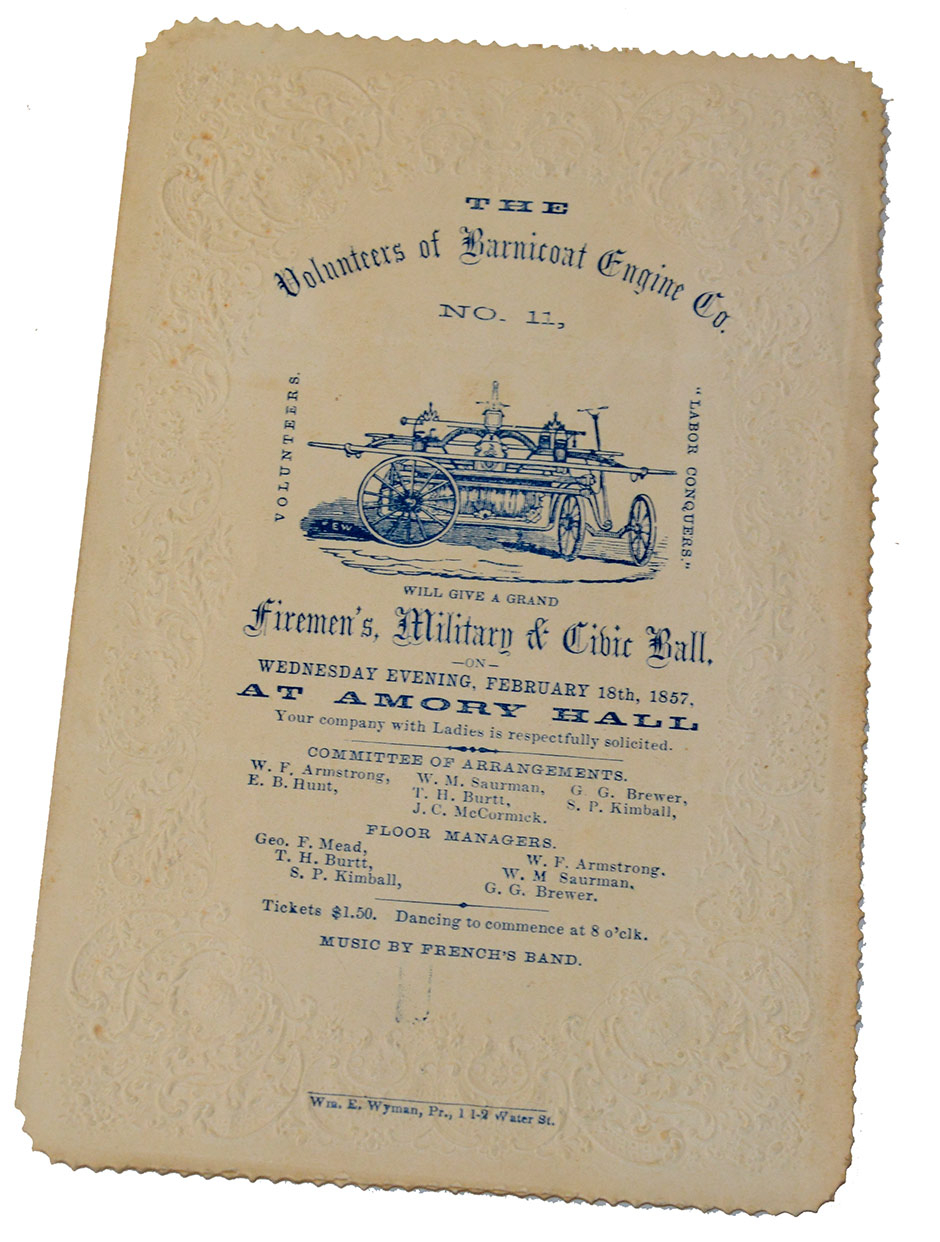 THE
Volunteers of Barnicoat Engine Co.
NO. 11,
VOLUNTEERS.
"LABOR CONQUERS."
EW
WILL GIVE A GRAND
Firemen's, Military & Civic Ball,
—ON—
WEDNESDAY EVENING, FEBRUARY 18th, 1857,
AT AMORY HALL
Your company with Ladies is respectfully solicited.
COMMITTEE OF ARRANGEMENTS.
W. F. Armstrong, W. M. Saurman, G. G. Brewer,
E. B. Hunt, T. H. Burtt, S. P. Kimball,
J. C. McCormick.
FLOOR MANAGERS.
Geo. F. Mead, W. F. Armstrong.
T. H. Burtt, W. M Saurman,
S. P. Kimball, G. G. Brewer.
Tickets $1.50. Dancing to commence at 8 o'clk.
MUSIC BY FRENCH'S BAND.
Wm. E. Wyman, Pr., 1 1-2 Water St.